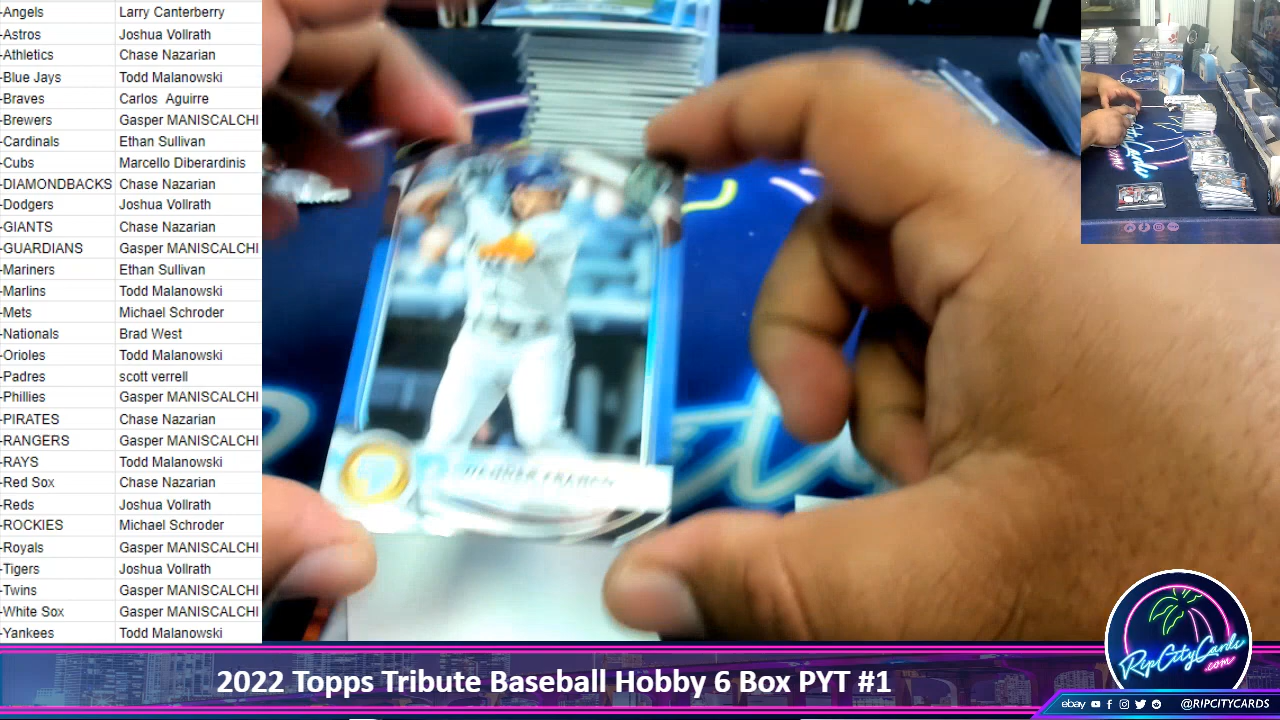 -Angels Larry Canterberry
-Astros Joshua Vollrath
-Athletics Chase Nazarian
-Blue Jays Todd Malanowski
-Braves Carlos Aguirre
-Brewers Gasper MANISCALCHI
-Cardinals Ethan Sullivan
-Cubs Marcello Diberardinis
-DIAMONDBACKS Chase Nazarian
-Dodgers Joshua Vollrath
-GIANTS Chase Nazarian
-GUARDIANS Gasper MANISCALCHI
-Mariners Ethan Sullivan
-Marlins Todd Malanowski
-Mets Michael Schroder
-Nationals Brad West
-Orioles Todd Malanowski
-Padres scott verrell
-Phillies Gasper MANISCALCHI
-PIRATES Chase Nazarian
-RANGERS Gasper MANISCALCHI
-RAYS Todd Malanowski
-Red Sox Chase Nazarian
-Reds Joshua Vollrath
-ROCKIES Michael Schroder
-Royals Gasper MANISCALCHI
-Tigers Joshua Vollrath
-Twins Gasper MANISCALCHI
-White Sox Gasper MANISCALCHI
-Yankees Todd Malanowski
2022 Topps Tribute Baseball Hobby 6 Box PYT #1
RipCityCards
.com
ebay @RIPCITYCARDS